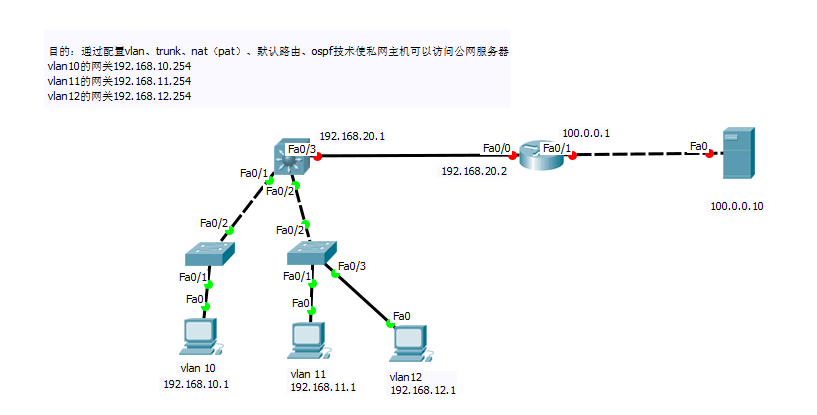 目的：通过配置vlan、trunk、nat（pat）、默认路由、ospf技术使私网主机可以访问公网服务器
vlan10的网关192.168.10.254
vlan11的网关192.168.11.254
vlan12的网关192.168.12.254
192.168.20.1
100.0.0.1
Fa0/3
Fa0/0
Fa0/1
Fa0
Fa0/1
192.168.20.2
Fa0/2
100.0.0.10
Fa0/2
Fa0/2
Fa0/3
Fa0/1
Fa0/1
Fa0
Fa0
Fa0
vlan 10
192.168.10.1
vlan 11
192.168.11.1
vlan12
192.168.12.1